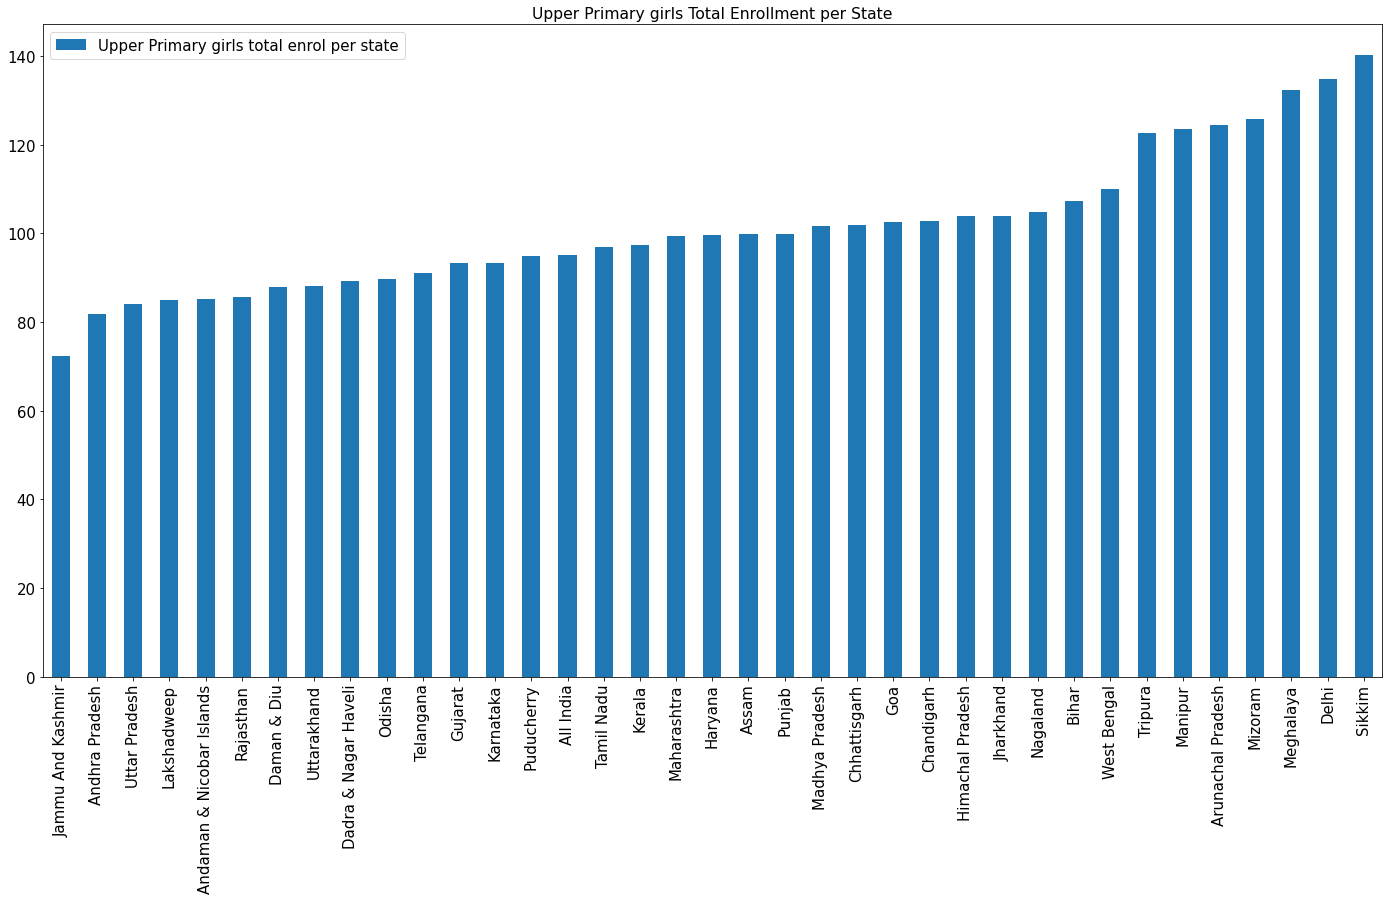 Upper Primary girls Total Enrollment per State
Upper Primary girls total enrol per state
140
120
100
80
60
40
20
0
Jammu And Kashmir
Andhra Pradesh
Uttar Pradesh
Lakshadweep
Andaman & Nicobar Islands
Rajasthan
Daman & Diu
Uttarakhand
Dadra & Nagar Haveli
Odisha
Telangana
Gujarat
Karnataka
Puducherry
All India
Tamil Nadu
Kerala
Maharashtra
Haryana
Assam
Punjab
Madhya Pradesh
Chhattisgarh
Goa
Chandigarh
Himachal Pradesh
Jharkhand
Nagaland
Bihar
West Bengal
Tripura
Manipur
Arunachal Pradesh
Mizoram
Meghalaya
Delhi
Sikkim